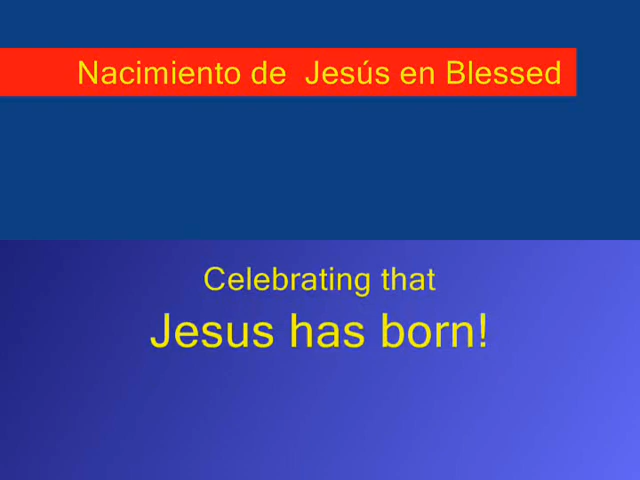 Nacimiento de  Jesús en Blessed
Celebrating that
Jesus has born!